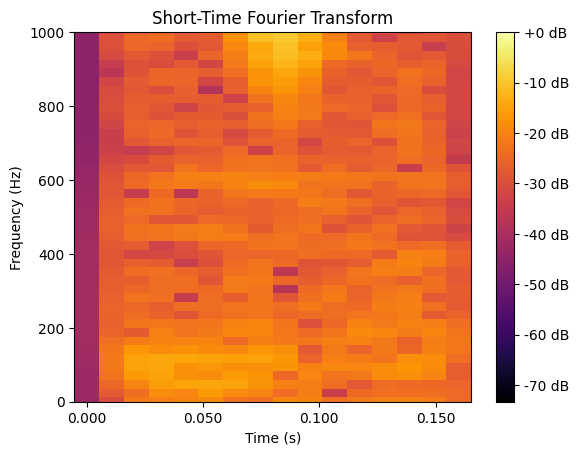 Short-Time Fourier Transform
1000
800
600
400
200
0
Frequency (Hz)
0.000
0.050
0.100
0.150
Time (s)
+0 dB
-10 dB
-20 dB
-30 dB
-40 dB
-50 dB
-60 dB
-70 dB